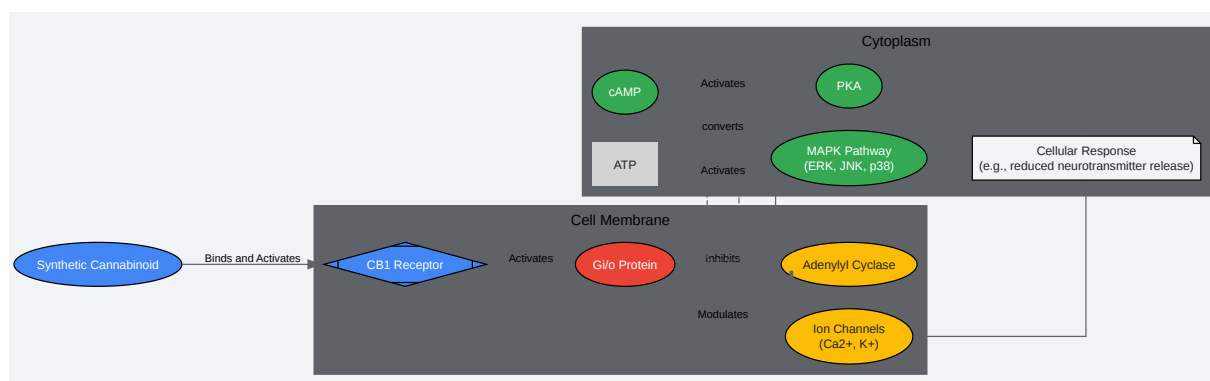 Cytoplasm
cAMP
Activates
PKA
converts
ATP
Activates
MAPK Pathway
(ERK, JNK, p38)
Cellular Response
(e.g., reduced neurotransmitter release)
Cell Membrane
Synthetic Cannabinoid
Binds and Activates
CB1 Receptor
Activates
Gi/o Protein
Inhibits
Adenylyl Cyclase
Modulates
Ion Channels
(Ca2+, K+)